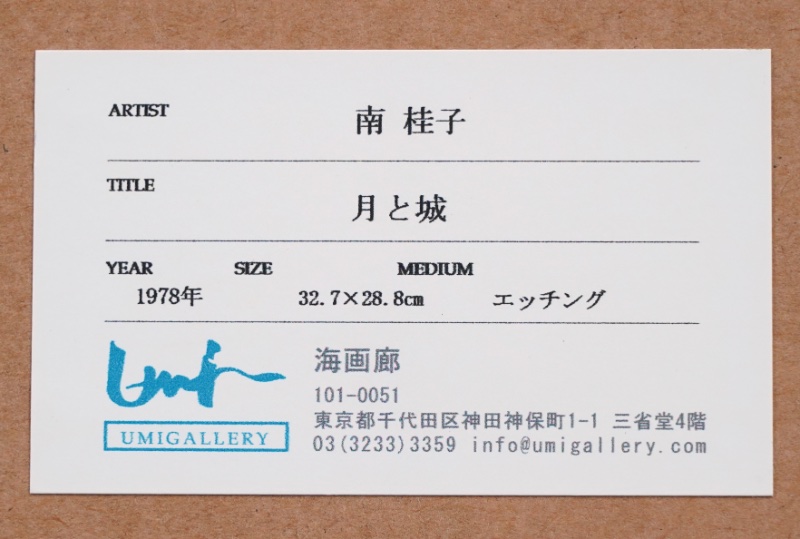 ARTIST 南 桂子
TITLE
月と城
YEAR SIZE MEDIUM
1978年 32.7×28.8㎝ エッチング
Umi
UMIGALLERY
海画廊
101-0051
東京都千代田区神田神保町1-1 三省堂4階
03(3233)3359 info@umigallery.com